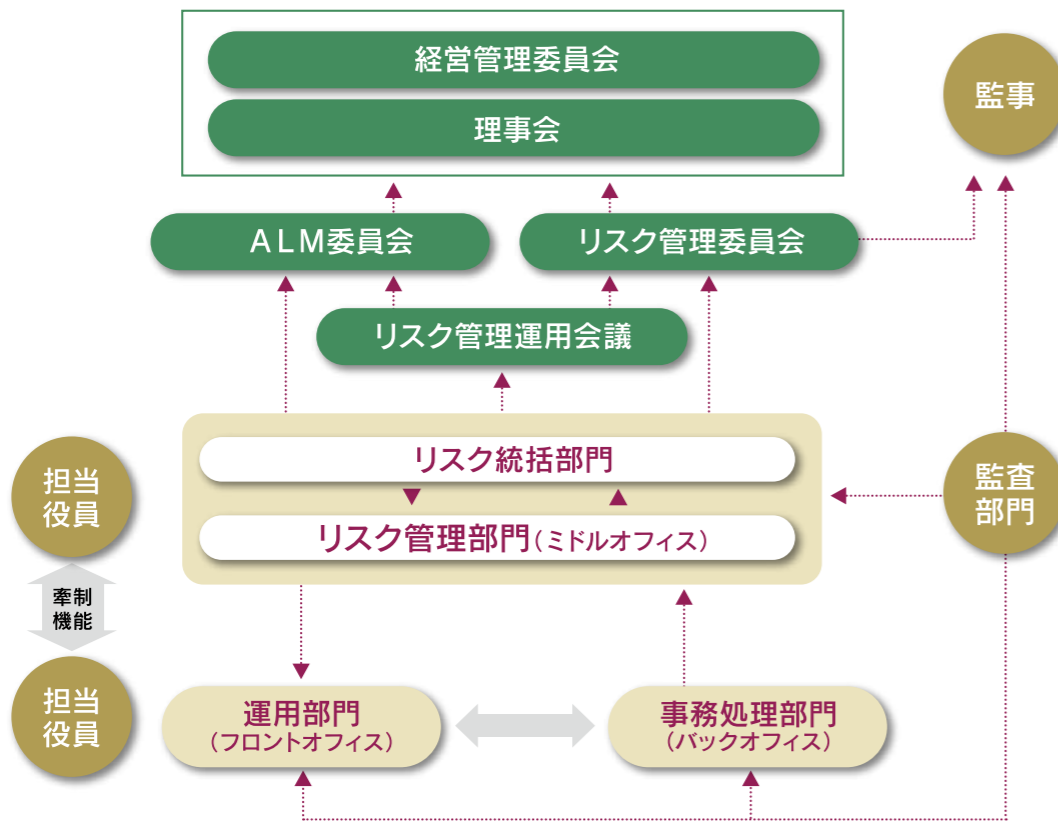 経営管理委員会
監事
理事会
ALM委員会
リスク管理委員会
リスク管理運用会議
リスク統括部門
担当
役員
監査
部門
リスク管理部門(ミドルオフィス)
牽制
機能
担当
役員
運用部門
(フロントオフィス)
事務処理部門
(バックオフィス)